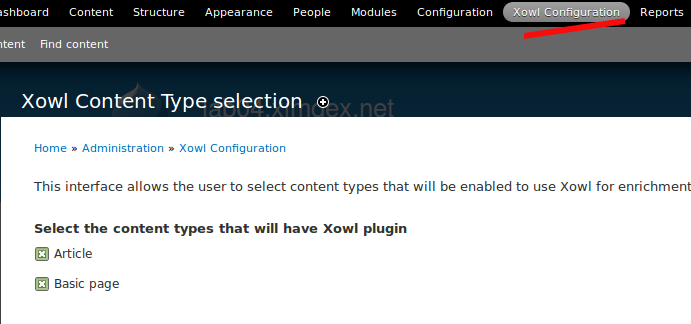 ashboard Content Structure Appearance People Modules Configuration Xowl Configuration Reports
ntent Find content
lab04.ximdex.net
Xowl Content Type selection
Home » Administration » Xowl Configuration
This interface allows the user to select content types that will be enabled to use Xowl for enrichment
Select the content types that will have Xowl plugin
Article
Basic page